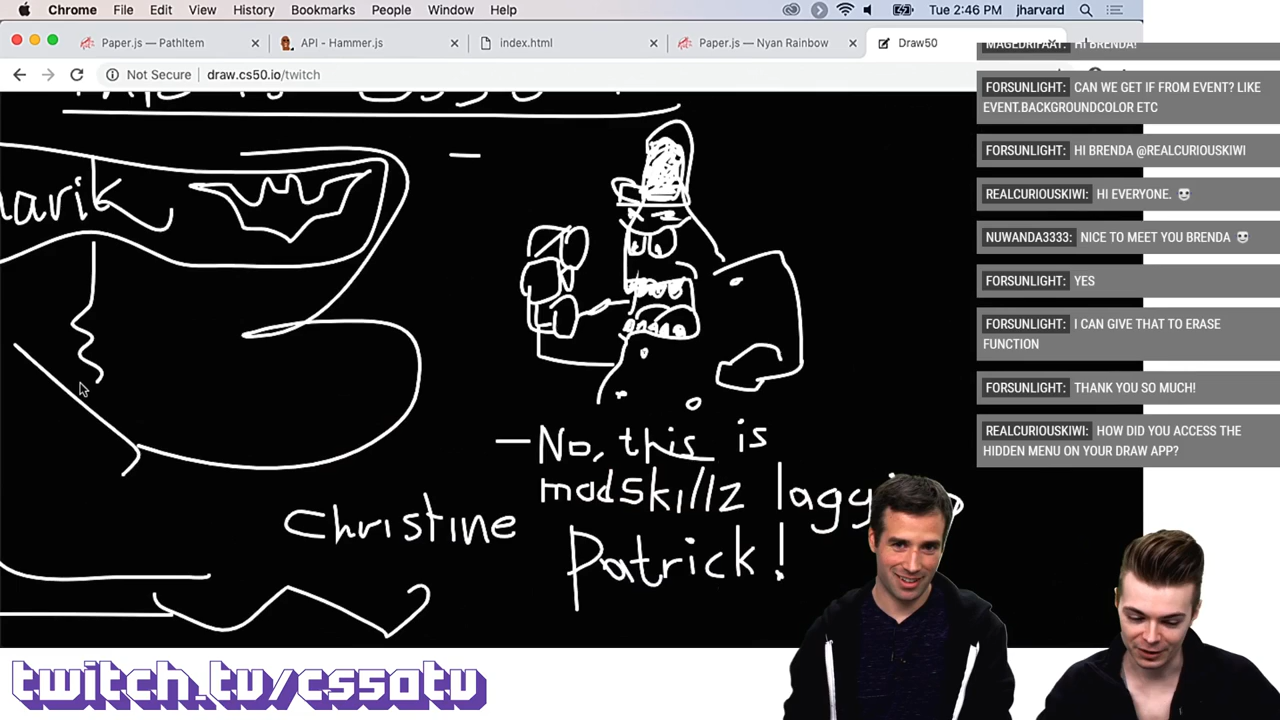 Chrome File Edit View History Bookmarks People Window Help Tue 2:46 PM jharvard
Paper.js — PathItem × API - Hammer.js × index.html × Paper.js — Nyan Rainbow × Draw50
Not Secure draw.cs50.io/twitch
MAGEDRIFAAT: HI BRENDA!
FORSUNLIGHT: CAN WE GET IF FROM EVENT? LIKE
EVENT.BACKGROUNDCOLOR ETC
FORSUNLIGHT: HI BRENDA @REALCURIOUSKIWI
REALCURIOUSKIWI: HI EVERYONE.
NUWANDA3333: NICE TO MEET YOU BRENDA
FORSUNLIGHT: YES
FORSUNLIGHT: I CAN GIVE THAT TO ERASE
FUNCTION
FORSUNLIGHT: THANK YOU SO MUCH!
REALCURIOUSKIWI: HOW DID YOU ACCESS THE
HIDDEN MENU ON YOUR DRAW APP?
arik
— No, this is
madskillz
Christine
Patrick!
twitch.tv/cs50tv